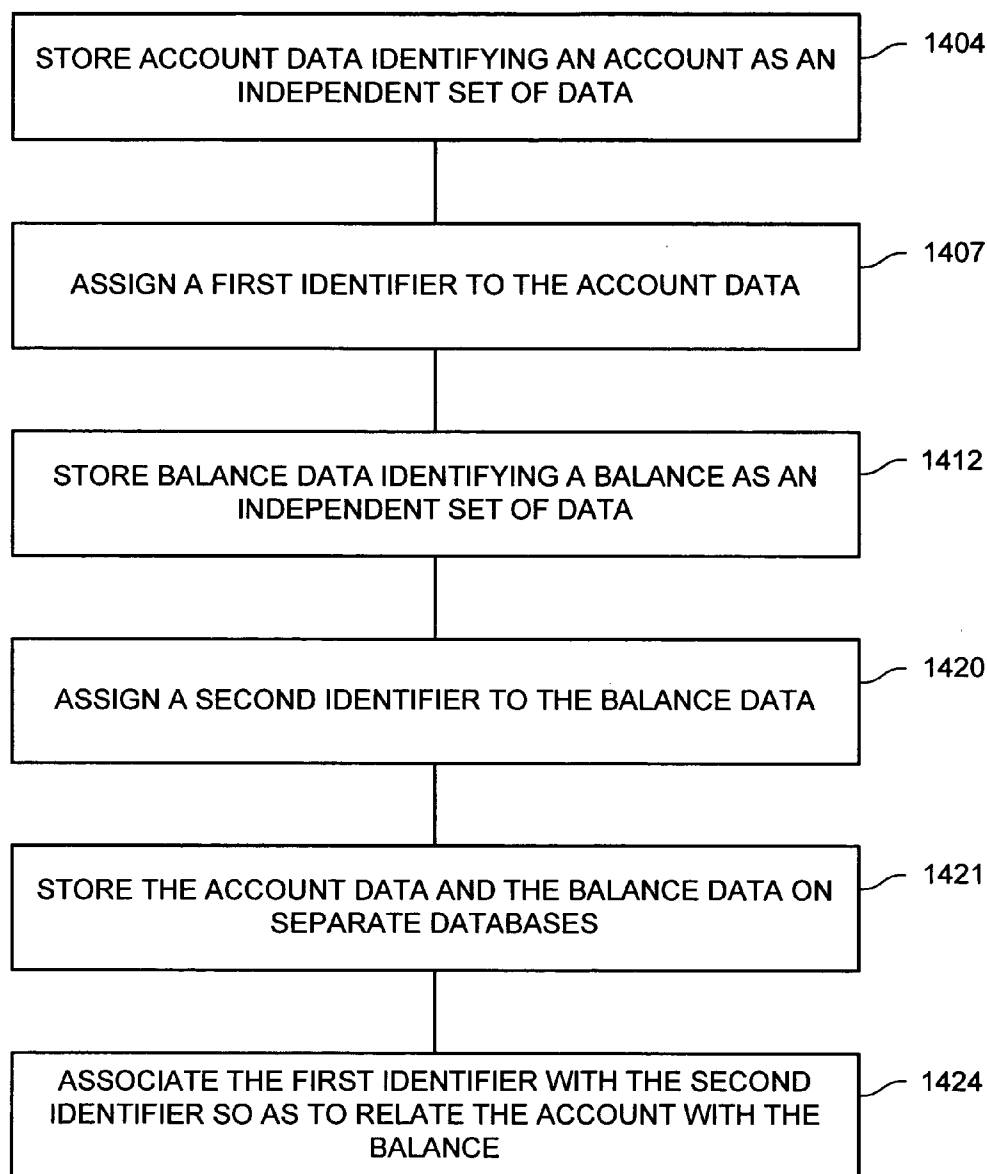 STORE ACCOUNT DATA IDENTIFYING AN ACCOUNT AS AN
INDEPENDENT SET OF DATA
1404
ASSIGN A FIRST IDENTIFIER TO THE ACCOUNT DATA
1407
STORE BALANCE DATA IDENTIFYING A BALANCE AS AN
INDEPENDENT SET OF DATA
1412
ASSIGN A SECOND IDENTIFIER TO THE BALANCE DATA
1420
STORE THE ACCOUNT DATA AND THE BALANCE DATA ON
SEPARATE DATABASES
1421
ASSOCIATE THE FIRST IDENTIFIER WITH THE SECOND
IDENTIFIER SO AS TO RELATE THE ACCOUNT WITH THE
BALANCE
1424